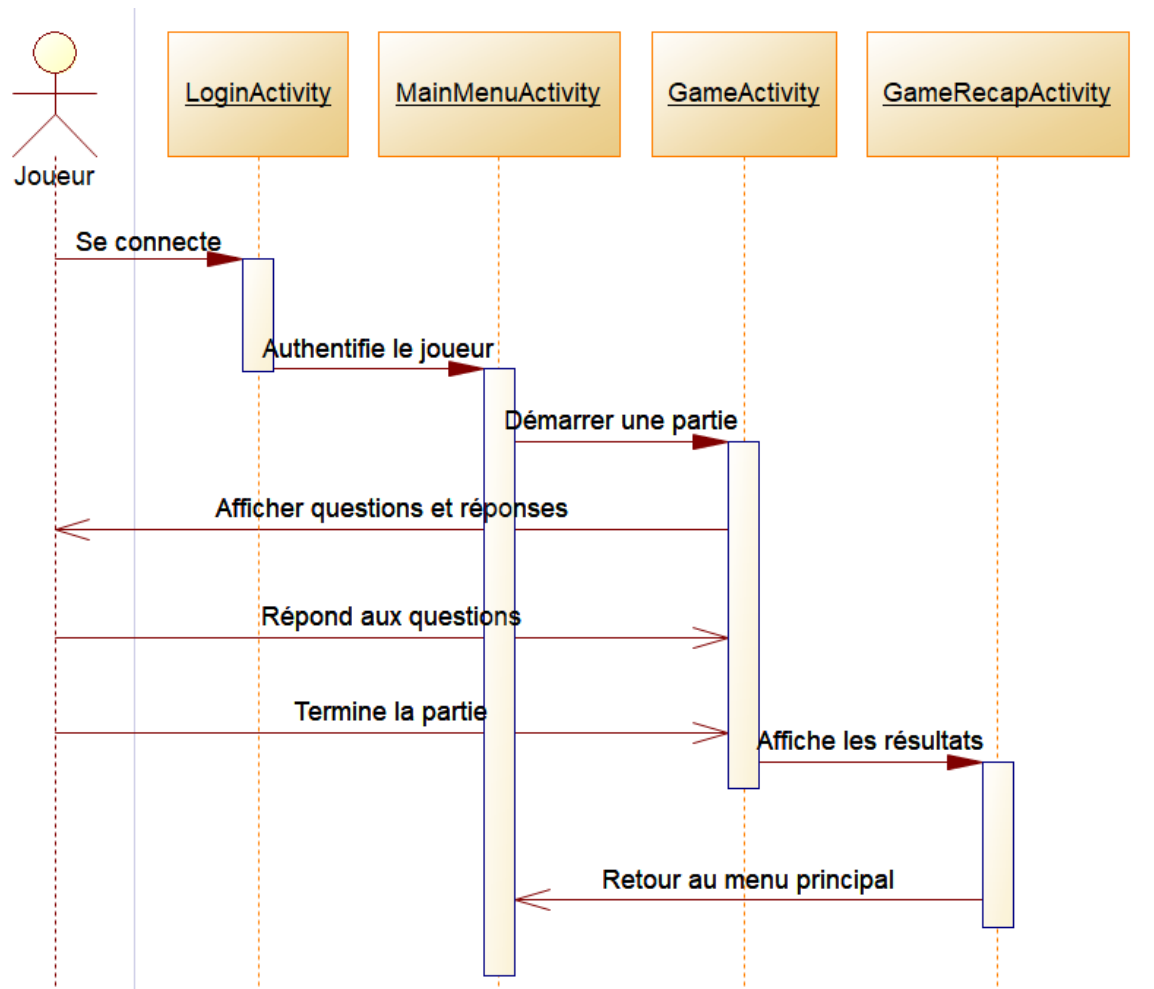 LoginActivity
MainMenuActivity
GameActivity
GameRecapActivity
Joueur
Se connecte
Authentifie le joueur
Démarrer une partie
Afficher questions et réponses
Répond aux questions
Termine la partie
Affiche les résultats
Retour au menu principal